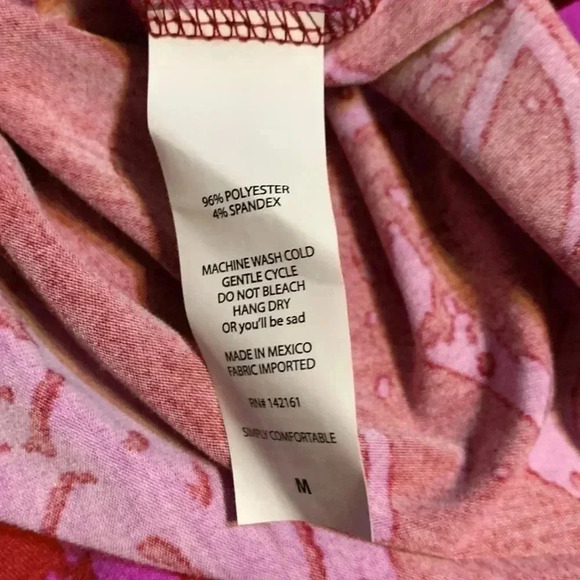 96% POLYESTER
4% SPANDEX
MACHINE WASH COLD
GENTLE CYCLE
DO NOT BLEACH
HANG DRY
OR you'll be sad
MADE IN MEXICO
FABRIC IMPORTED
RN# 142161
SIMPLY COMFORTABLE
M